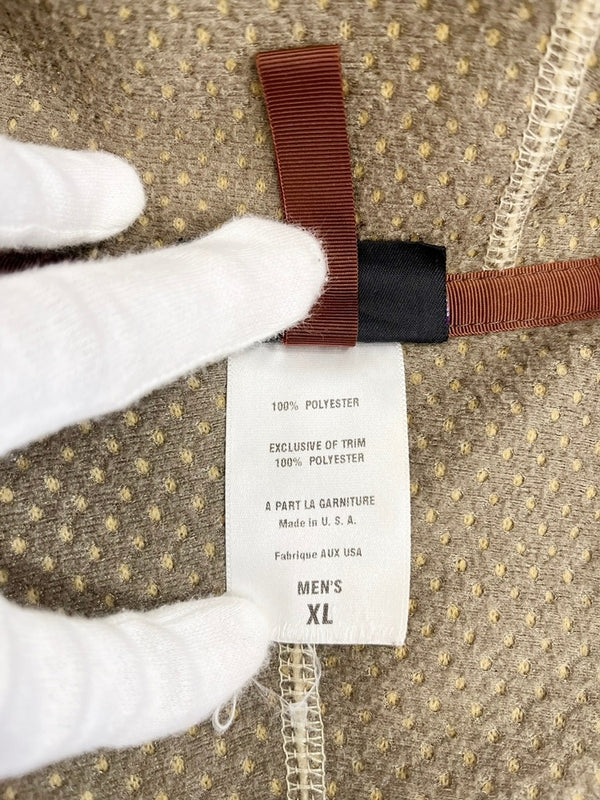 100% POLYESTER
EXCLUSIVE OF TRIM
100% POLYESTER
A PART LA GARNITURE
Made in U. S. A.
Fabrique AUX USA
MEN'S
XL